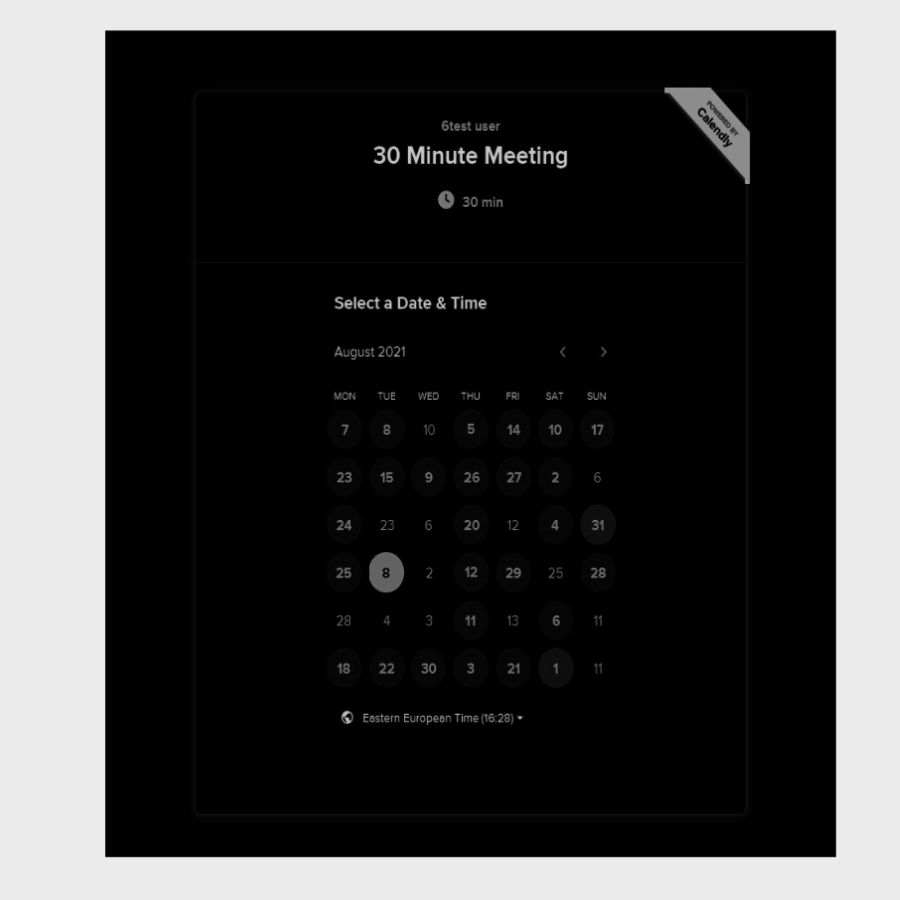 POWERED BY
Calendly
6test user
30 Minute Meeting
30 min
Select a Date & Time
August 2021
MON TUE WED THU FRI SAT SUN
7 8 10 5 14 10 17
23 15 9 26 27 2 6
24 23 6 20 12 4 31
25 8 2 12 29 25 28
28 4 3 11 13 6 11
18 22 30 3 21 1 11
Eastern European Time (16:28)